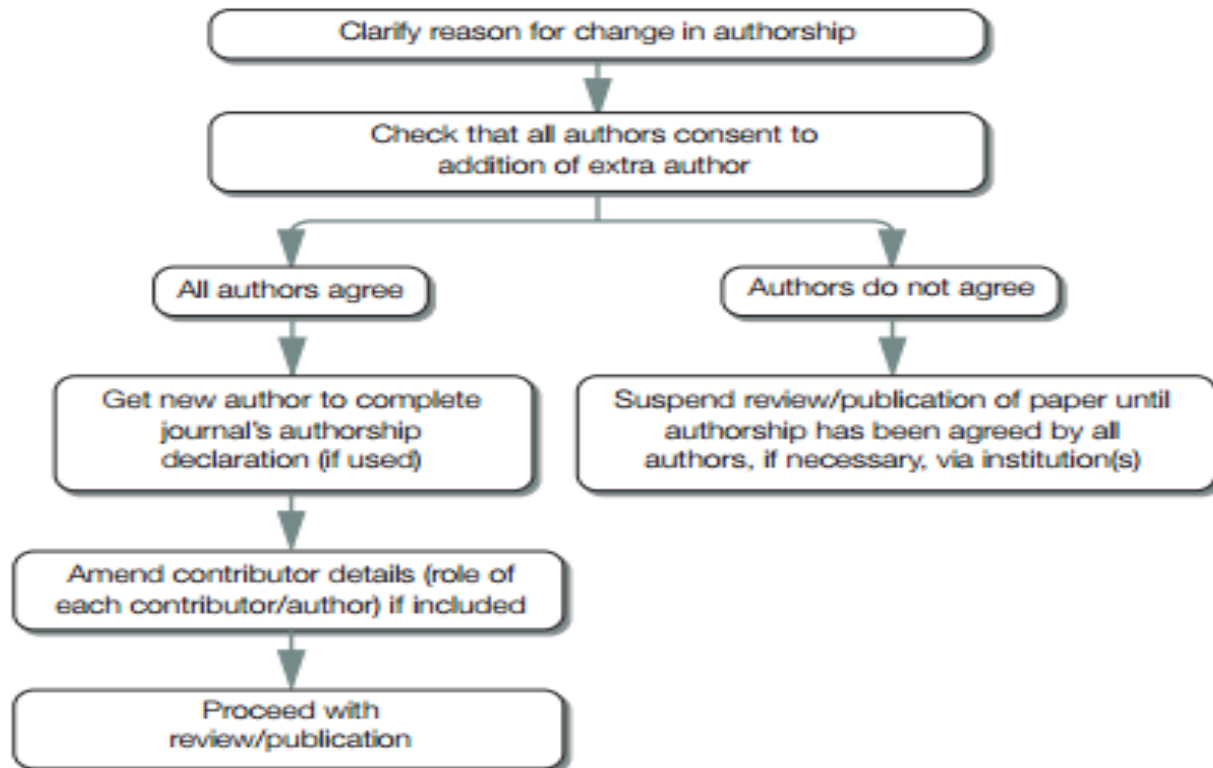 Clarify reason for change in authorship
Check that all authors consent to
addition of extra author
All authors agree
Authors do not agree
Get new author to complete
journal's authorship
declaration (if used)
Suspend review/publication of paper until
authorship has been agreed by all
authors, if necessary, via institution(s)
Amend contributor details (role of
each contributor/author) if included
Proceed with
review/publication